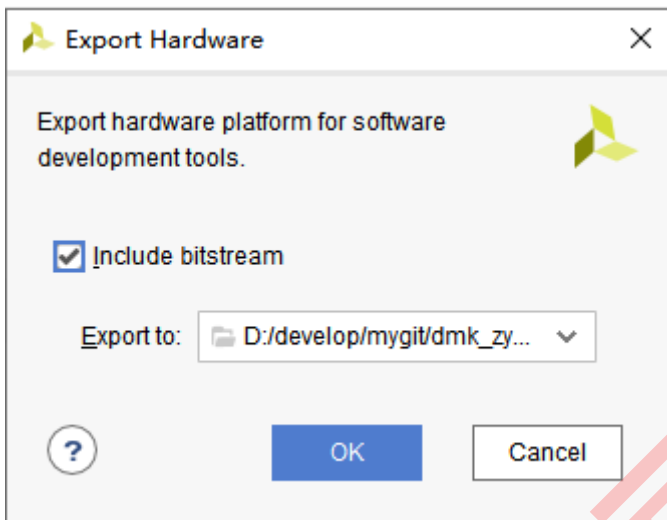 Export Hardware
Export hardware platform for software
development tools.
Include bitstream
Export to: D:/develop/mygit/dmk_zy...
?
OK Cancel